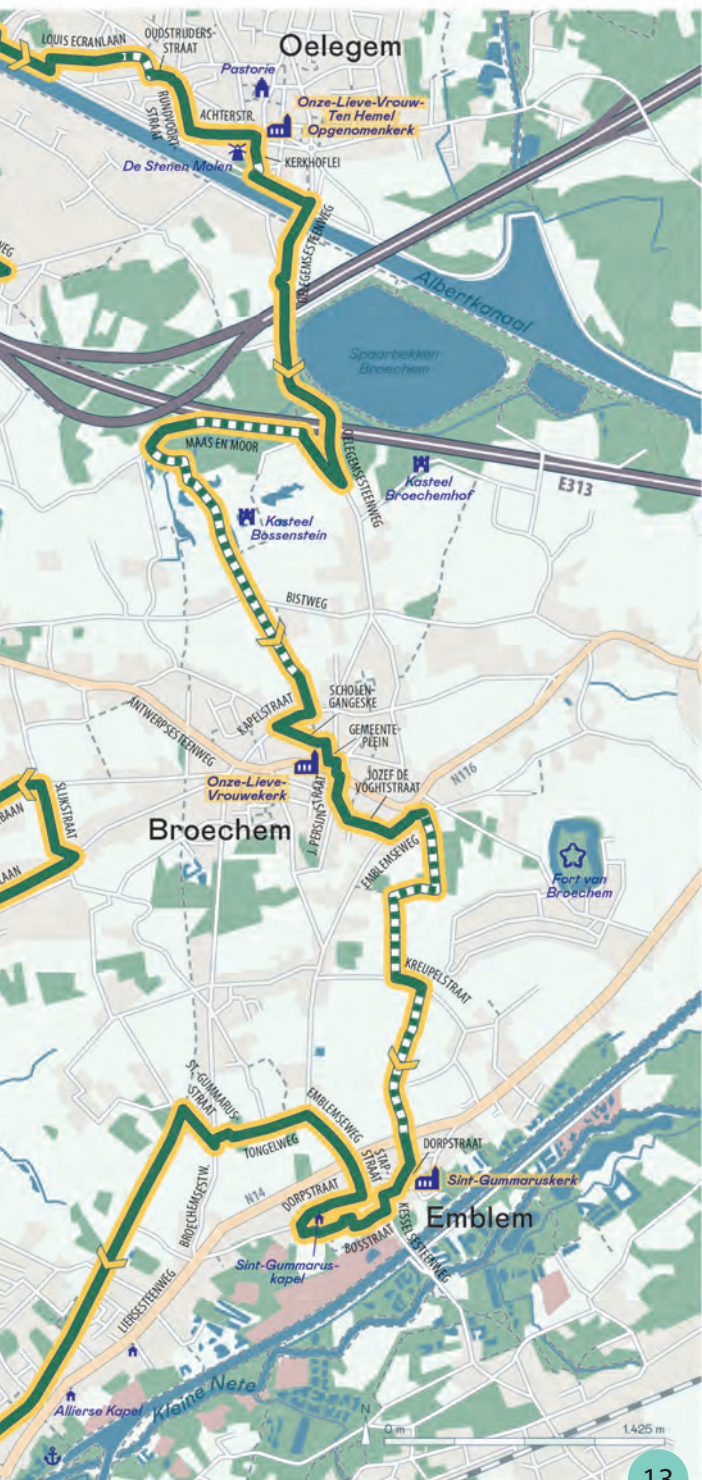 LOUIS ECRANLAAN
OUDSTRIJDERS-
STRAAT
Oelegem
Pastorie
RUNDVOORT-
STRAAT
ACHTERSTR.
Onze-Lieve-Vrouw-
Ten Hemel
Opgenomenkerk
De Stenen Molen
KERKHOFLEI
OELEGEMSESTEENWEG
Albertkanaal
Spaarbekken
Broechem
MAAS EN MOOR
OELEGEMSESTEENWEG
Kasteel
Broechemhof
E313
Kasteel
Bossenstein
BISTWEG
SCHOLEN-
GANGESKE
KAPELSTRAAT
GEMEENTE-
PLEIN
ANTWERPSESTEENWEG
Onze-Lieve-
Vrouwekerk
JOZEF DE
VOGHTSTRAAT
N116
SLIJKSTRAAT
BAAN
LAAN
Broechem
J. PERSIJNSTRAAT
EMBLEMSEWEG
Fort van
Broechem
KREUPELSTRAAT
ST.-GUMMARUS-
STRAAT
EMBLEMSEWEG
TONGELWEG
STAP-
STRAAT
DORPSTRAAT
BROECHEMSESTW.
N14
DORPSTRAAT
Sint-Gummaruskerk
Emblem
BOSSTRAAT
KESSELSESTEENWEG
Sint-Gummarus-
kapel
LIERSESTEENWEG
Allierse Kapel
Kleine Nete
N
0 m
1.425 m
13